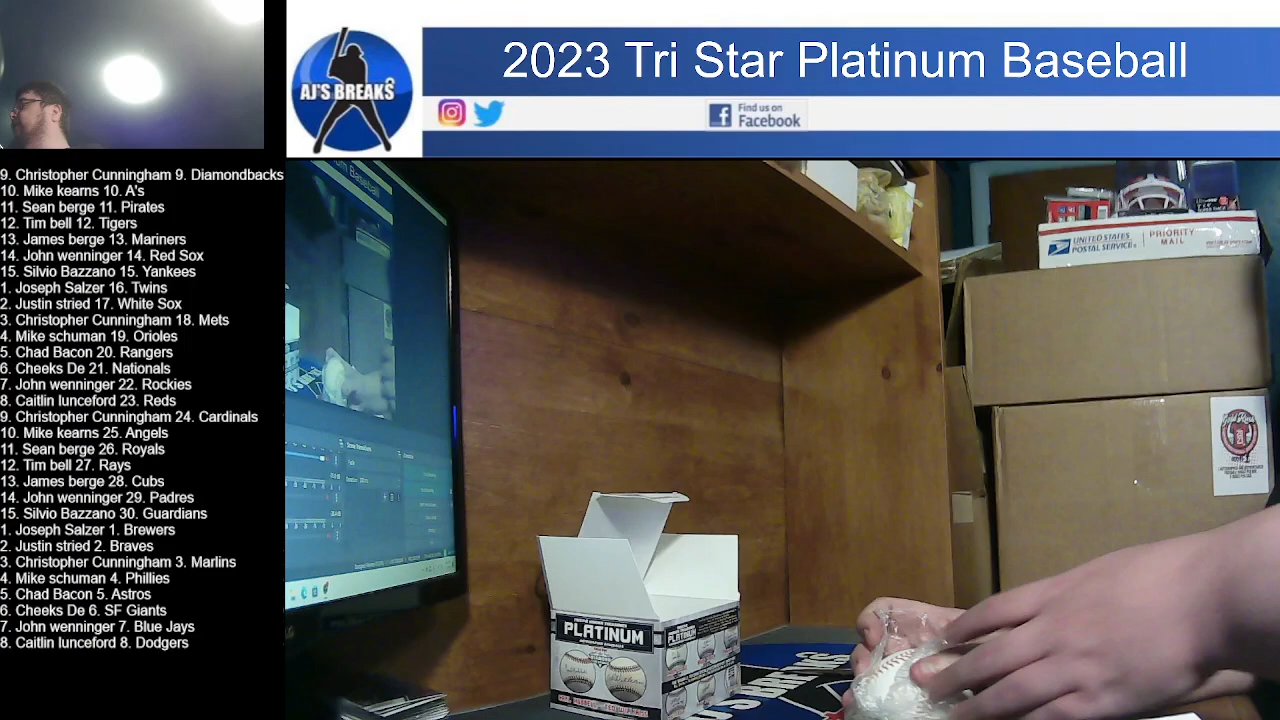 2023 Tri Star Platinum Baseball
AJ'S BREAKS
Find us on
Facebook
9. Christopher Cunningham 9. Diamondbacks
10. Mike kearns 10. A's
11. Sean berge 11. Pirates
12. Tim bell 12. Tigers
13. James berge 13. Mariners
14. John wenninger 14. Red Sox
15. Silvio Bazzano 15. Yankees
1. Joseph Salzer 16. Twins
2. Justin stried 17. White Sox
3. Christopher Cunningham 18. Mets
4. Mike schuman 19. Orioles
5. Chad Bacon 20. Rangers
6. Cheeks De 21. Nationals
7. John wenninger 22. Rockies
8. Caitlin lunceford 23. Reds
9. Christopher Cunningham 24. Cardinals
10. Mike kearns 25. Angels
11. Sean berge 26. Royals
12. Tim bell 27. Rays
13. James berge 28. Cubs
14. John wenninger 29. Padres
15. Silvio Bazzano 30. Guardians
1. Joseph Salzer 1. Brewers
2. Justin stried 2. Braves
3. Christopher Cunningham 3. Marlins
4. Mike schuman 4. Phillies
5. Chad Bacon 5. Astros
6. Cheeks De 6. SF Giants
7. John wenninger 7. Blue Jays
8. Caitlin lunceford 8. Dodgers
UNITED STATES
POSTAL SERVICE
PRIORITY
MAIL
PLATINUM
PLATINUM
BREAKS